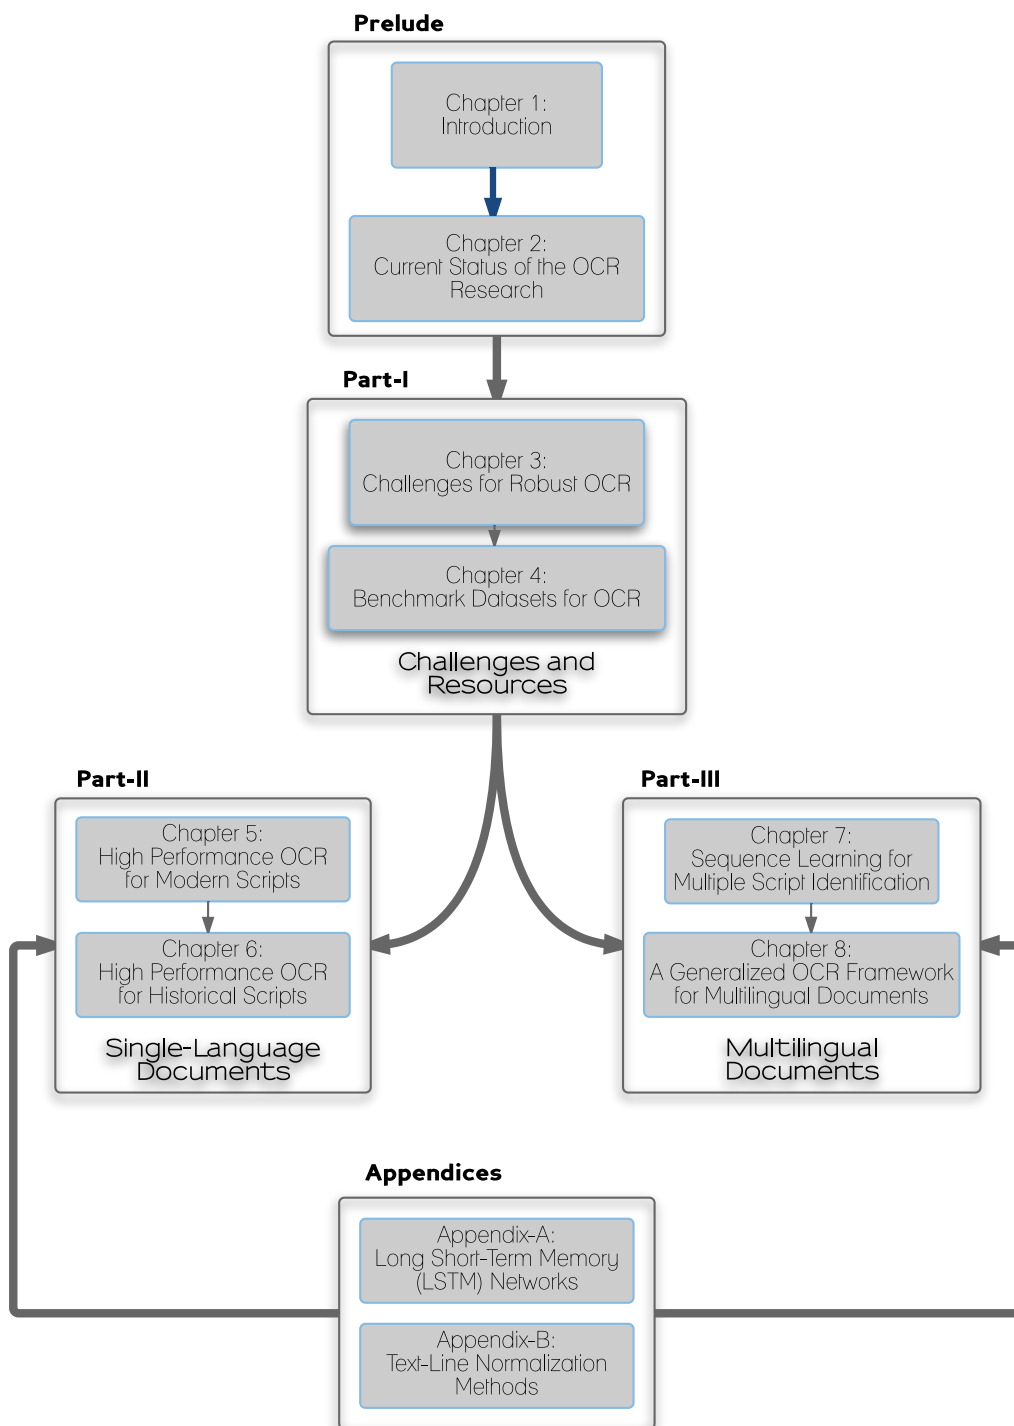 Prelude
Chapter 1:
Introduction
Chapter 2:
Current Status of the OCR
Research
Part-I
Chapter 3:
Challenges for Robust OCR
Chapter 4:
Benchmark Datasets for OCR
Challenges and
Resources
Part-II
Chapter 5:
High Performance OCR
for Modern Scripts
Chapter 6:
High Performance OCR
for Historical Scripts
Single-Language
Documents
Part-III
Chapter 7:
Sequence Learning for
Multiple Script Identification
Chapter 8:
A Generalized OCR Framework
for Multilingual Documents
Multilingual
Documents
Appendices
Appendix-A:
Long Short-Term Memory
(LSTM) Networks
Appendix-B:
Text-Line Normalization
Methods